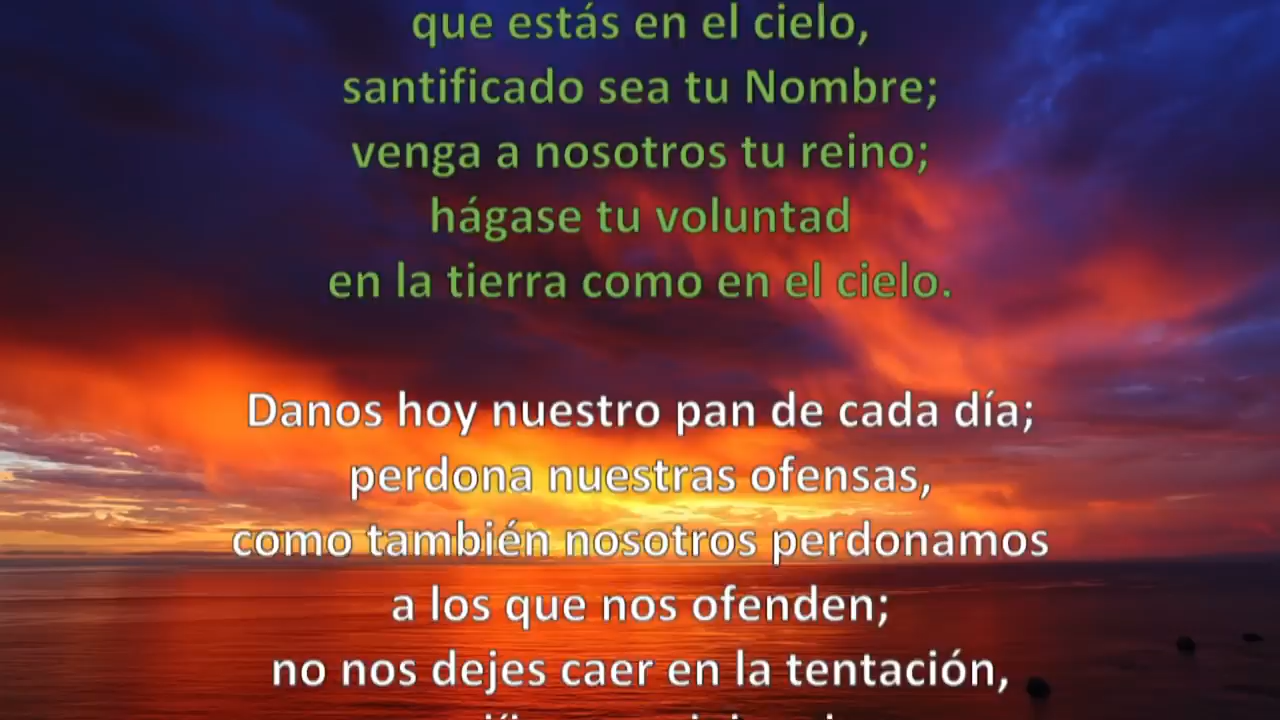 que estás en el cielo,
santificado sea tu Nombre;
venga a nosotros tu reino;
hágase tu voluntad
en la tierra como en el cielo.
Danos hoy nuestro pan de cada día;
perdona nuestras ofensas,
como también nosotros perdonamos
a los que nos ofenden;
no nos dejes caer en la tentación,